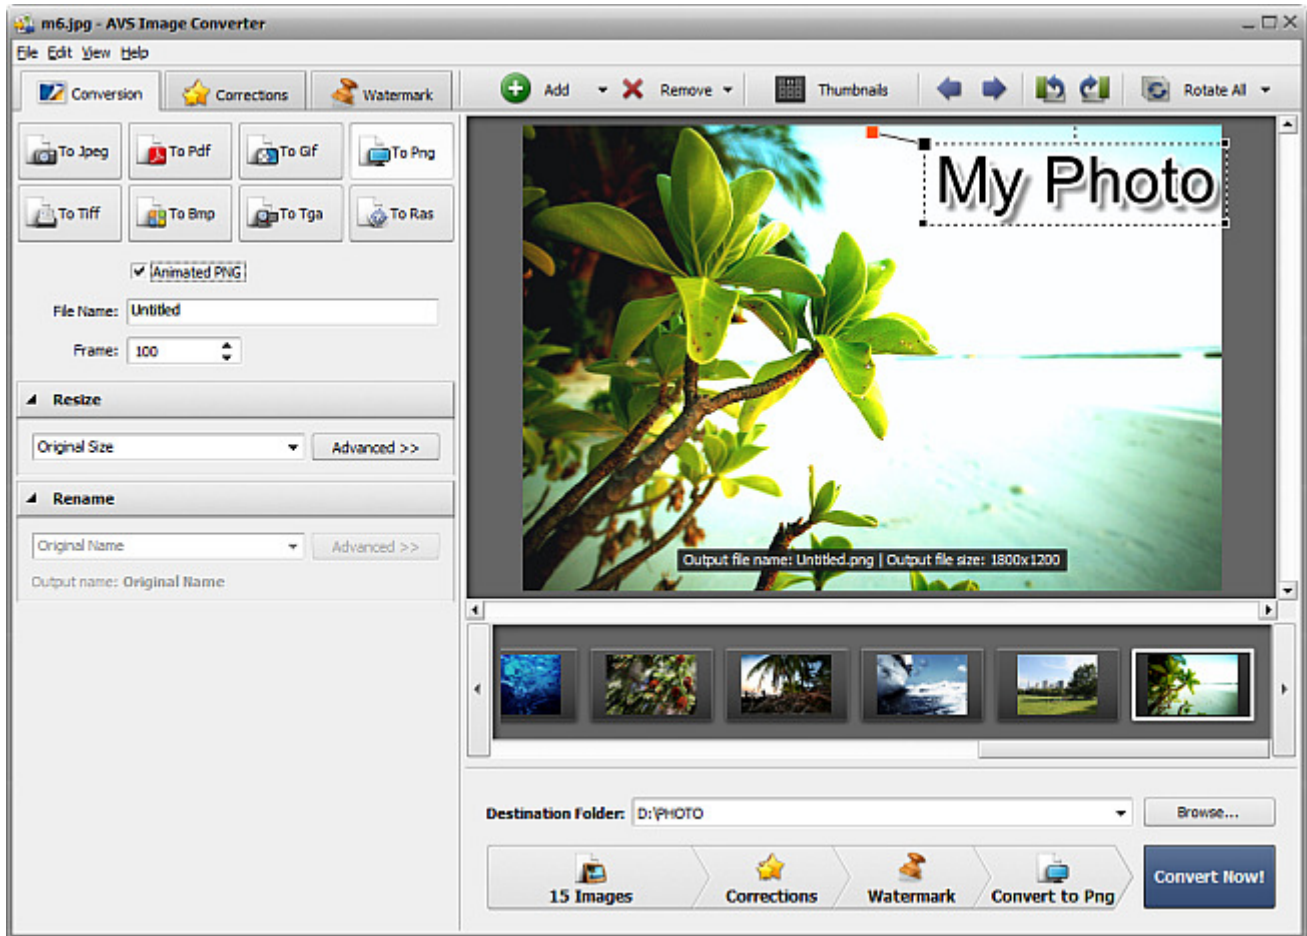 m6.jpg - AVS Image Converter
File Edit View Help
Conversion Corrections Watermark
Add Remove Thumbnails Rotate All
To Jpeg To Pdf To Gif To Png
To Tiff To Bmp To Tga To Ras
Animated PNG
File Name: Untitled
Frame: 100
Resize
Original Size Advanced >>
Rename
Original Name Advanced >>
Output name: Original Name
My Photo
Output file name: Untitled.png | Output file size: 1800x1200
Destination Folder: D:\PHOTO Browse...
15 Images Corrections Watermark Convert to Png Convert Now!